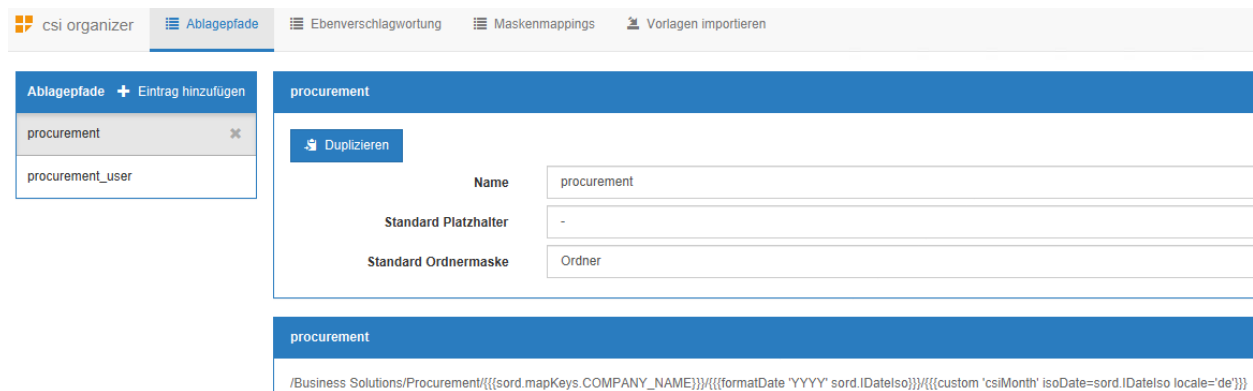 csi organizer Ablagepfade Ebenverschlagwortung Maskenmappings Vorlagen importieren
Ablagepfade Eintrag hinzufügen
procurement
procurement_user
procurement
Duplizieren
Name procurement
Standard Platzhalter -
Standard Ordnermaske Ordner
procurement
/Business Solutions/Procurement/{{{sord.mapKeys.COMPANY_NAME}}}/{{{formatDate 'YYYY' sord.IDateIso}}}/{{{custom 'csiMonth' isoDate=sord.IDateIso locale='de'}}}